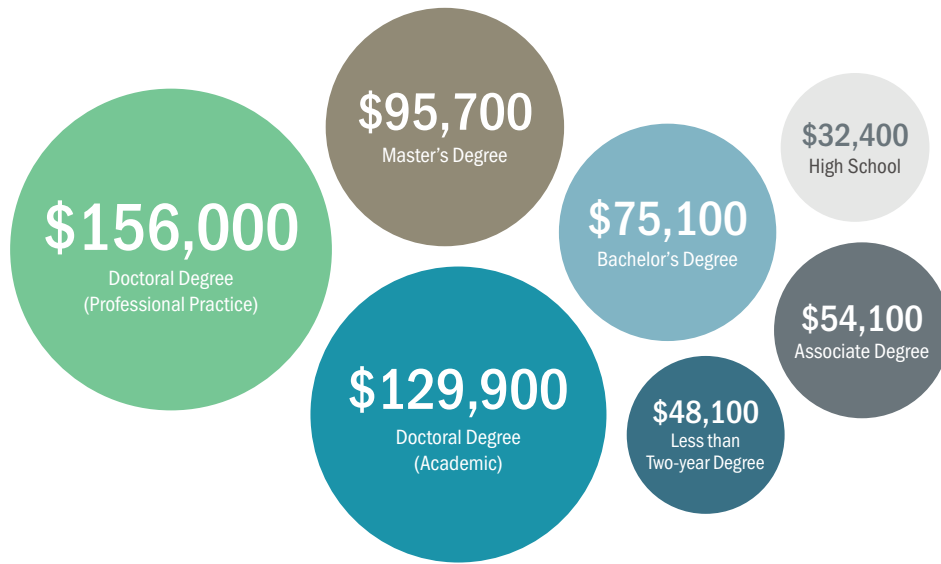 $156,000
Doctoral Degree
(Professional Practice)
$95,700
Master’s Degree
$129,900
Doctoral Degree
(Academic)
$75,100
Bachelor’s Degree
$48,100
Less than
Two-year Degree
$32,400
High School
$54,100
Associate Degree